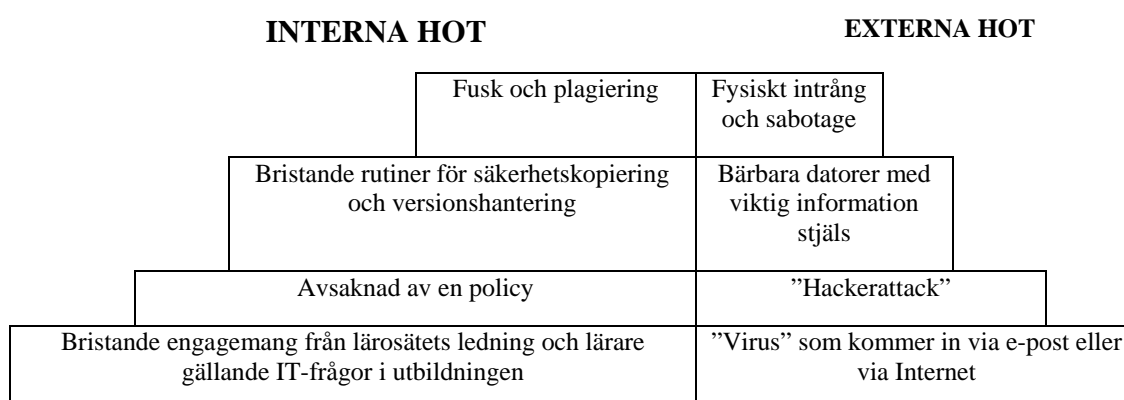 INTERNA HOT
EXTERNA HOT
Fusk och plagiering
Fysiskt intrång
och sabotage
Bristande rutiner för säkerhetskopiering
och versionshantering
Bärbara datorer med
viktig information
stjäls
Avsaknad av en policy
”Hackerattack”
Bristande engagemang från lärosätets ledning och lärare
gällande IT-frågor i utbildningen
”Virus” som kommer in via e-post eller
via Internet